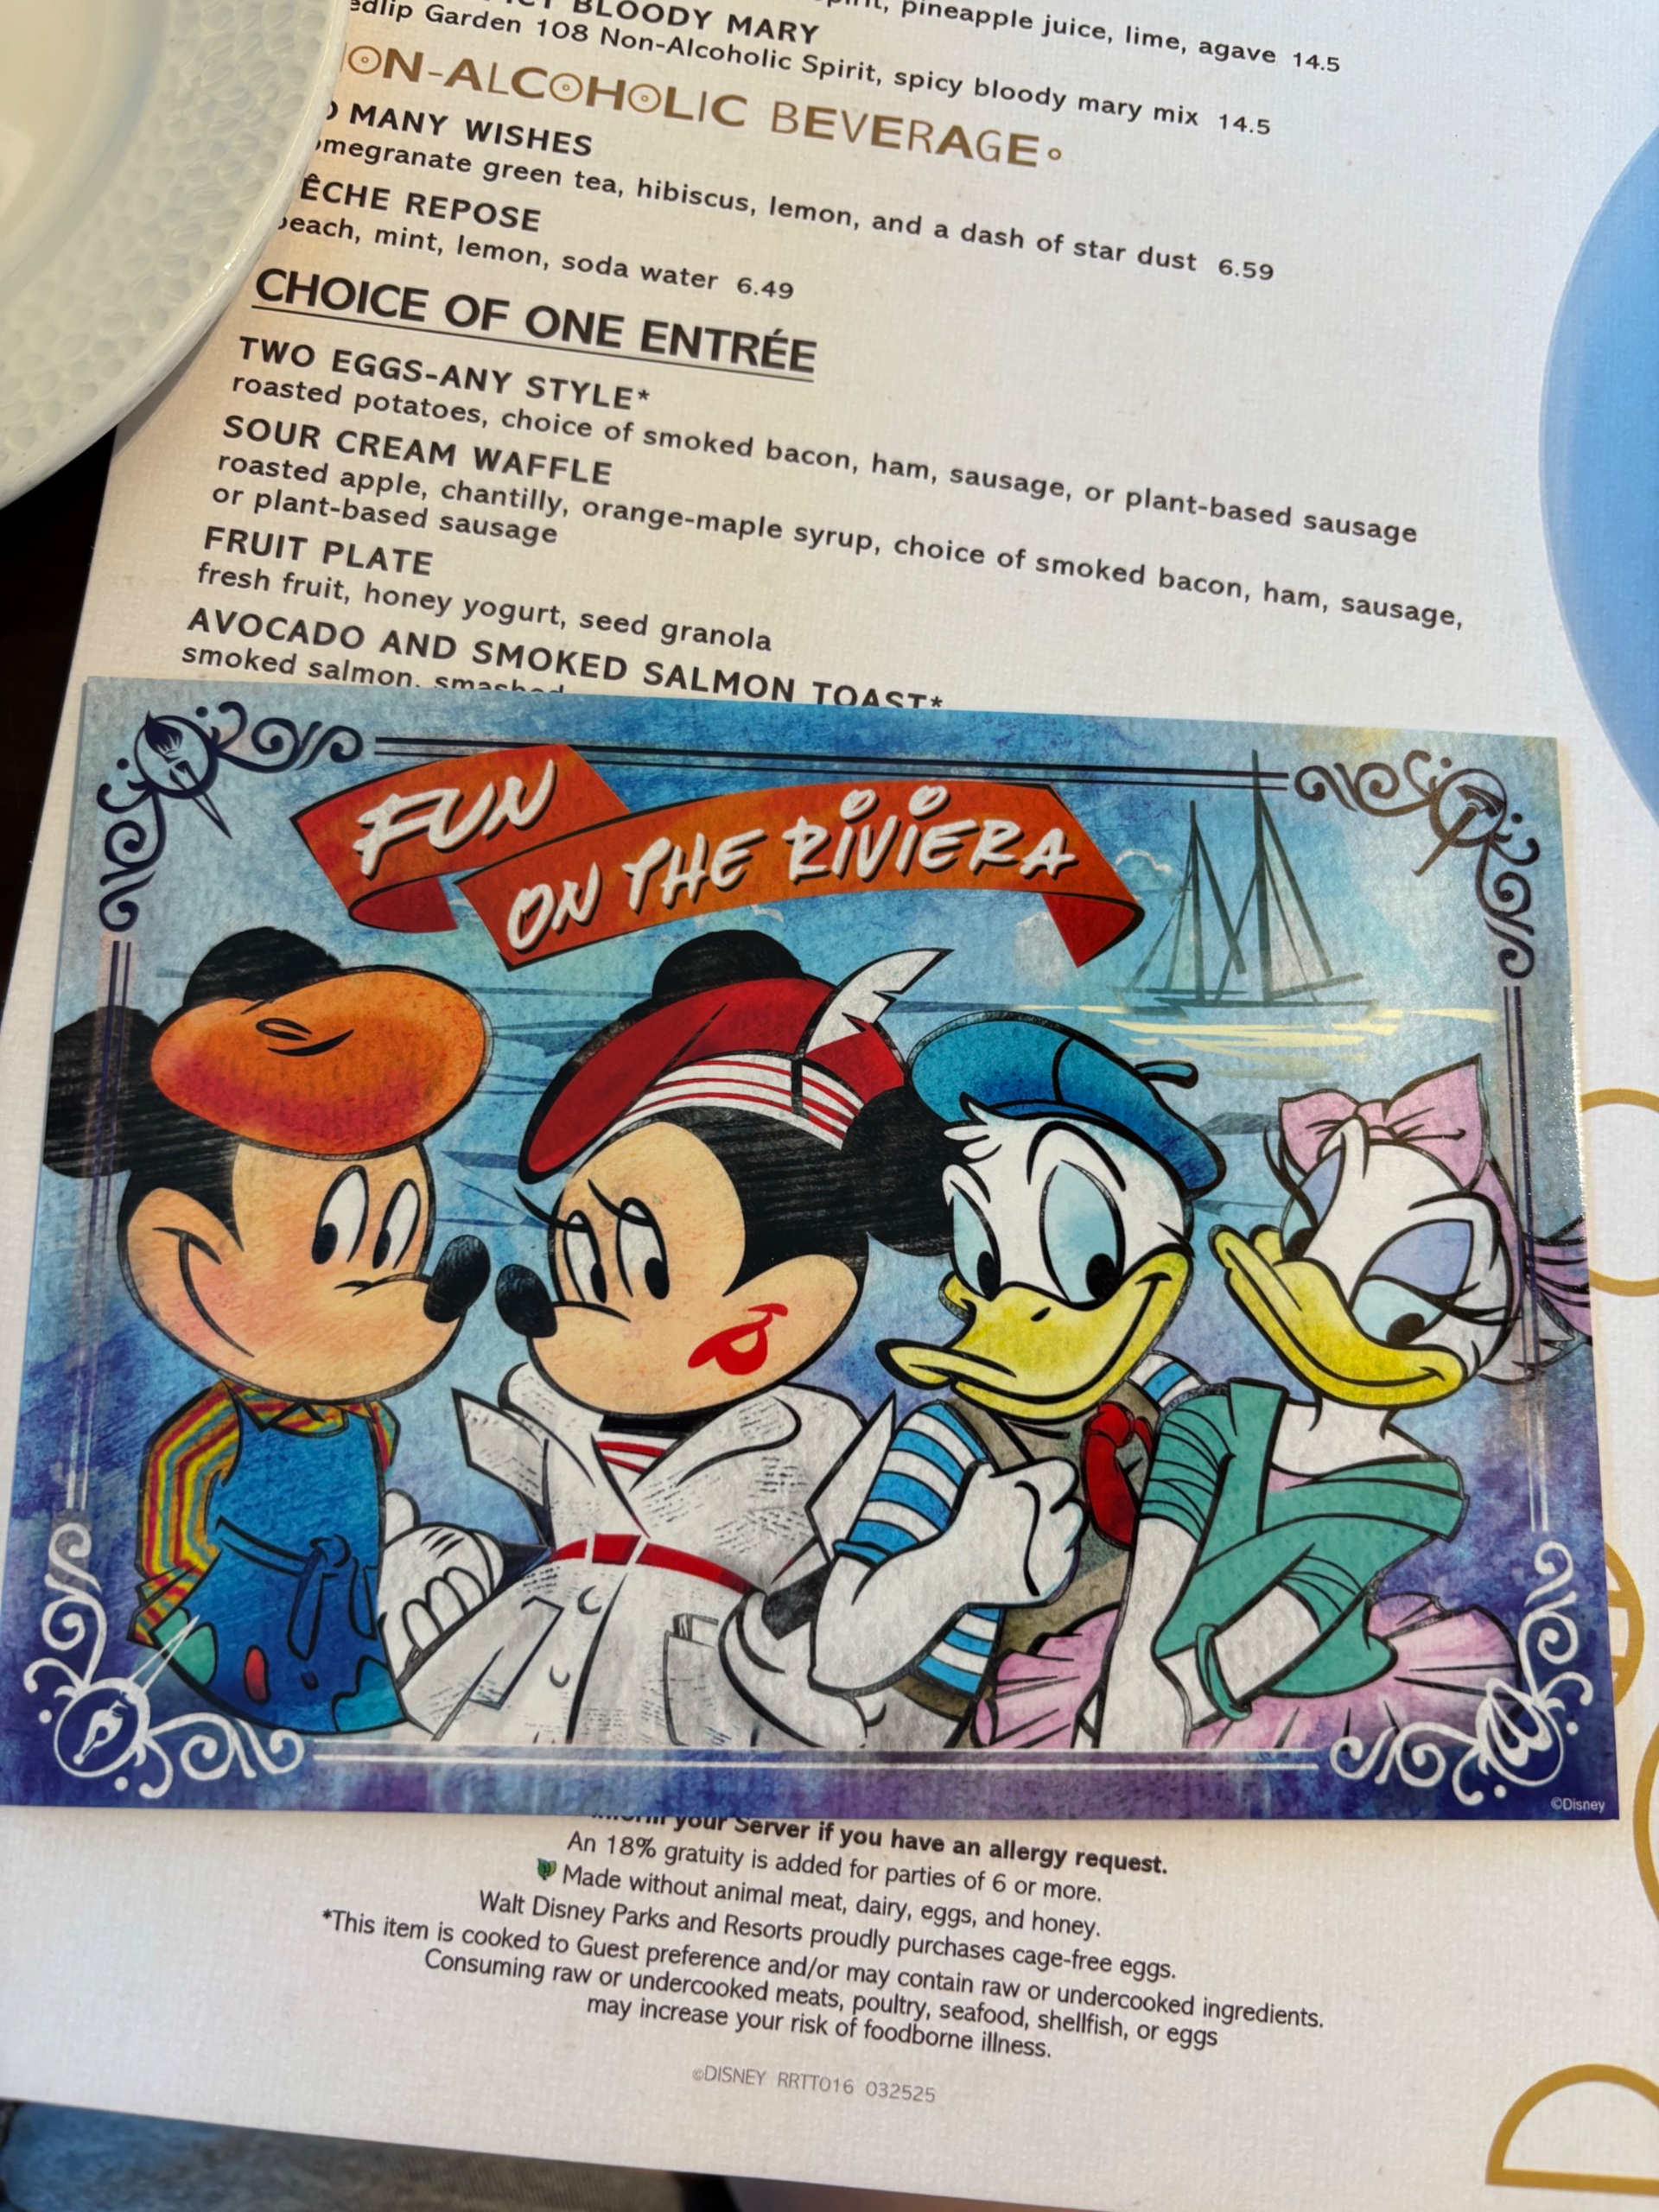 BLOODY MARY
pineapple juice, lime, agave 14.5
Garden 108 Non-Alcoholic Spirit, spicy bloody mary mix 14.5
ON-ALCOHOLIC BEVERAGE
MANY WISHES
megranate green tea, hibiscus, lemon, and a dash of star dust 6.59
ÊCHE REPOSE
peach, mint, lemon, soda water 6.49
CHOICE OF ONE ENTRÉE
TWO EGGS-ANY STYLE*
roasted potatoes, choice of smoked bacon, ham, sausage, or plant-based sausage
SOUR CREAM WAFFLE
roasted apple, chantilly, orange-maple syrup, choice of smoked bacon, ham, sausage,
or plant-based sausage
FRUIT PLATE
fresh fruit, honey yogurt, seed granola
AVOCADO AND SMOKED SALMON TOAST*
smoked salmon, smashed
FUN
ON THE RIVIERA
©Disney
your Server if you have an allergy request.
An 18% gratuity is added for parties of 6 or more.
Made without animal meat, dairy, eggs, and honey.
Walt Disney Parks and Resorts proudly purchases cage-free eggs.
*This item is cooked to Guest preference and/or may contain raw or undercooked ingredients.
Consuming raw or undercooked meats, poultry, seafood, shellfish, or eggs
may increase your risk of foodborne illness.
©DISNEY RRTT016 032525